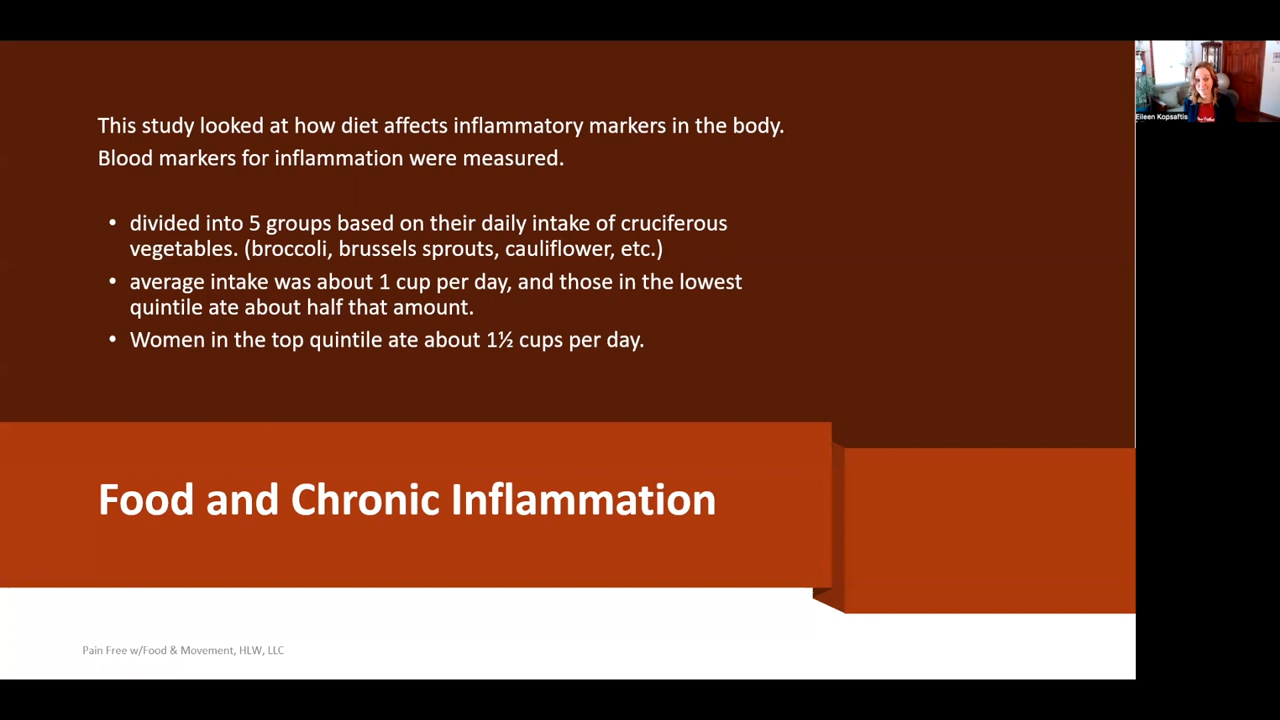 This study looked at how diet affects inflammatory markers in the body.
Blood markers for inflammation were measured.
• divided into 5 groups based on their daily intake of cruciferous
vegetables. (broccoli, brussels sprouts, cauliflower, etc.)
• average intake was about 1 cup per day, and those in the lowest
quintile ate about half that amount.
• Women in the top quintile ate about 1½ cups per day.
Food and Chronic Inflammation
Pain Free w/Food & Movement, HLW, LLC
Eileen Kopsaftis